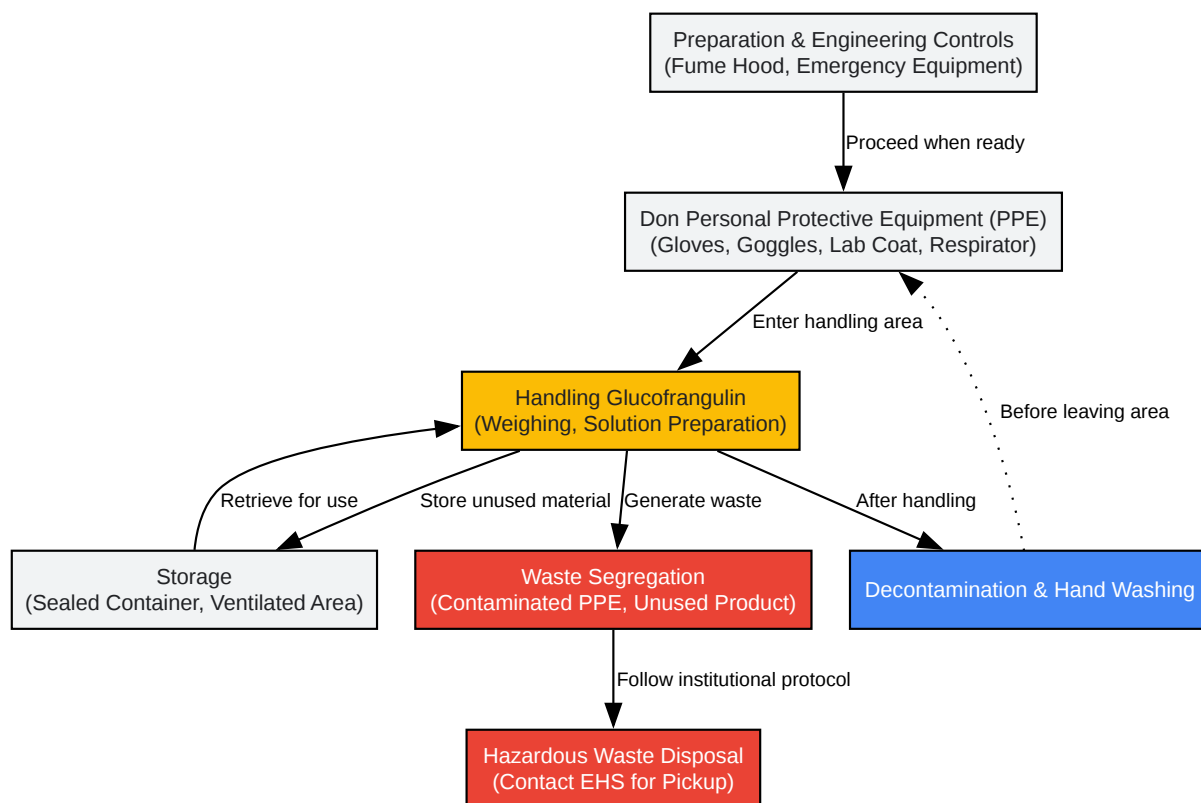 Preparation & Engineering Controls
(Fume Hood, Emergency Equipment)
Proceed when ready
Don Personal Protective Equipment (PPE)
(Gloves, Goggles, Lab Coat, Respirator)
Enter handling area
Handling Glucofrangulin
(Weighing, Solution Preparation)
Before leaving area
Retrieve for use
Store unused material
Generate waste
After handling
Storage
(Sealed Container, Ventilated Area)
Waste Segregation
(Contaminated PPE, Unused Product)
Decontamination & Hand Washing
Follow institutional protocol
Hazardous Waste Disposal
(Contact EHS for Pickup)